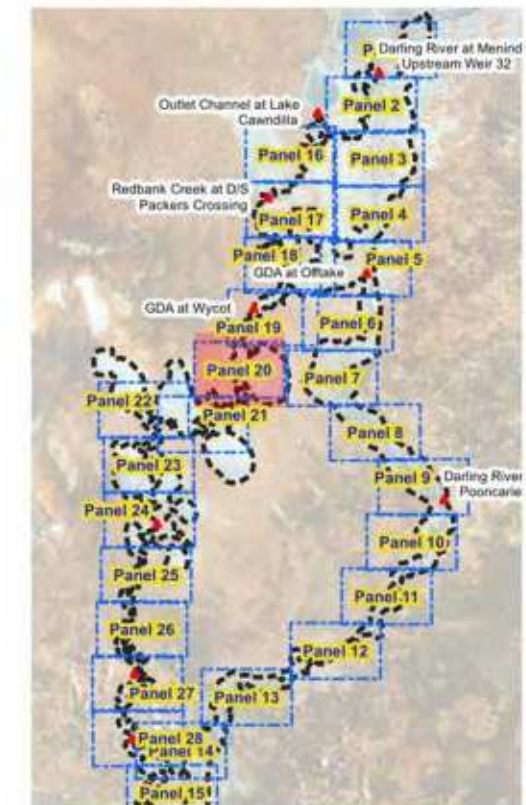 P
Darling River at Menind
Upstream Weir 32
Panel 2
Outlet Channel at Lake
Cawndilla
Panel 16
Panel 3
Redbank Creek at D/S
Packers Crossing
Panel 17
Panel 4
Panel 18
Panel 5
GDA at Offtake
GDA at Wycot
Panel 19
Panel 6
Panel 20
Panel 7
Panel 22
Panel 21
Panel 8
Panel 23
Panel 9
Darling River
Pooncarie
Panel 24
Panel 10
Panel 25
Panel 11
Panel 26
Panel 12
Panel 27
Panel 13
Panel 28
Panel 14
Panel 15